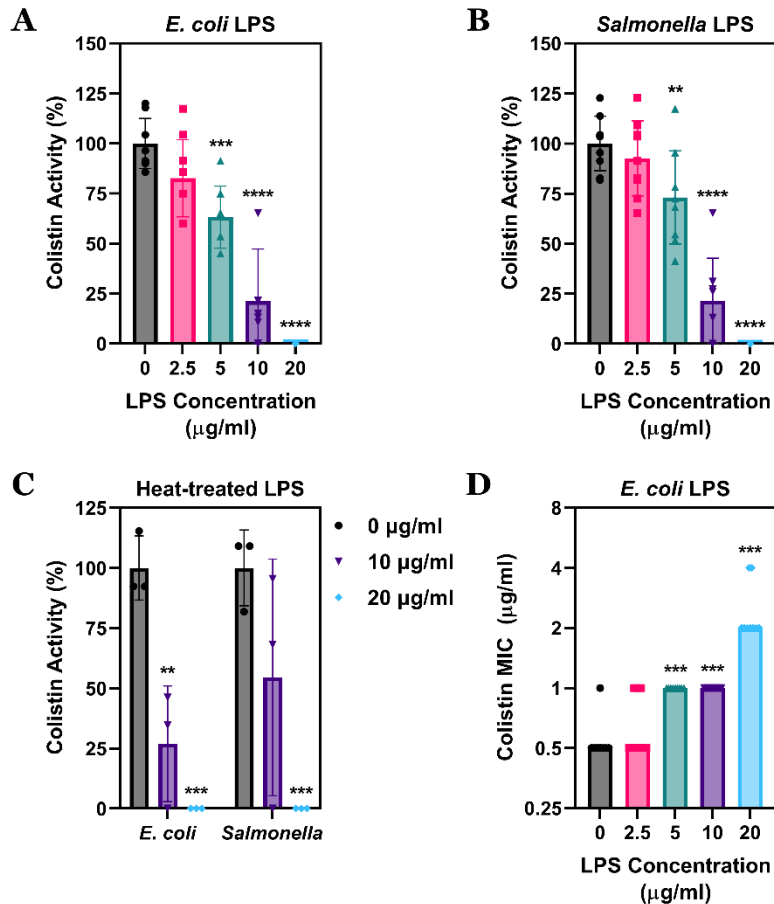 A
E. coli LPS
150
125
100
75
50
25
0
Colistin Activity (%)
***
****
****
0 2.5 5 10 20
LPS Concentration
(μg/ml)
B
Salmonella LPS
150
125
100
75
50
25
0
Colistin Activity (%)
**
****
****
0 2.5 5 10 20
LPS Concentration
(μg/ml)
C
Heat-treated LPS
125
100
75
50
25
0
Colistin Activity (%)
**
***
***
E. coli Salmonella
0 μg/ml
10 μg/ml
20 μg/ml
D
E. coli LPS
8
4
2
1
0.5
0.25
Colistin MIC (μg/ml)
***
***
***
0 2.5 5 10 20
LPS Concentration
(μg/ml)